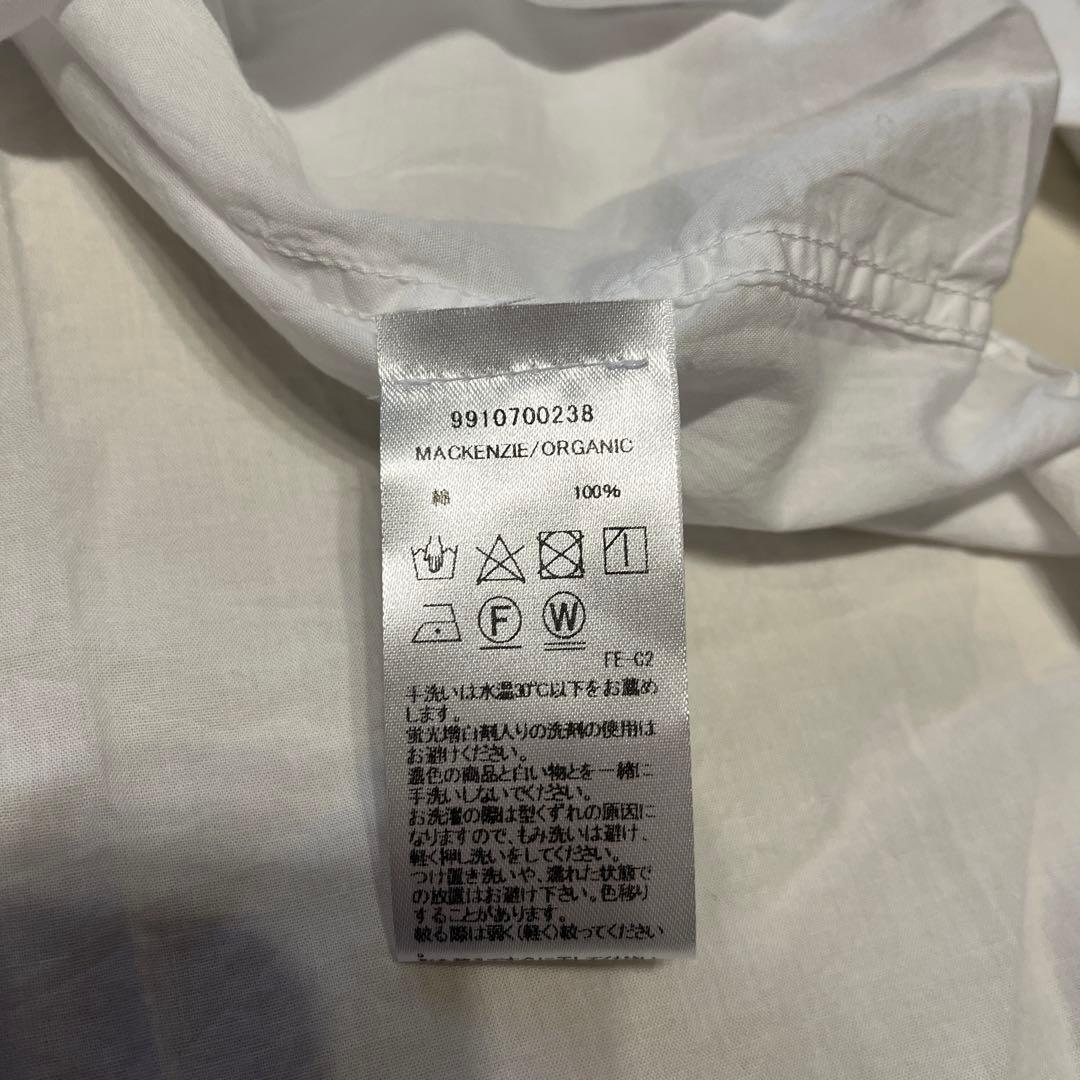 9910700238
MACKENZIE/ORGANIC
綿 100%
F W
FE-C2
手洗いは水温30℃以下をお薦め
します。
蛍光増白剤入りの洗剤の使用は
お避けください。
濃色の商品と白い物とを一緒に
手洗いしないでください。
お洗濯の際は型くずれの原因に
なりますので、もみ洗いは避け、
軽く押し洗いをしてください。
つけ置き洗いや、濡れた状態で
の放置はお避け下さい。色移り
することがあります。
絞る際は弱く(軽く)絞ってください